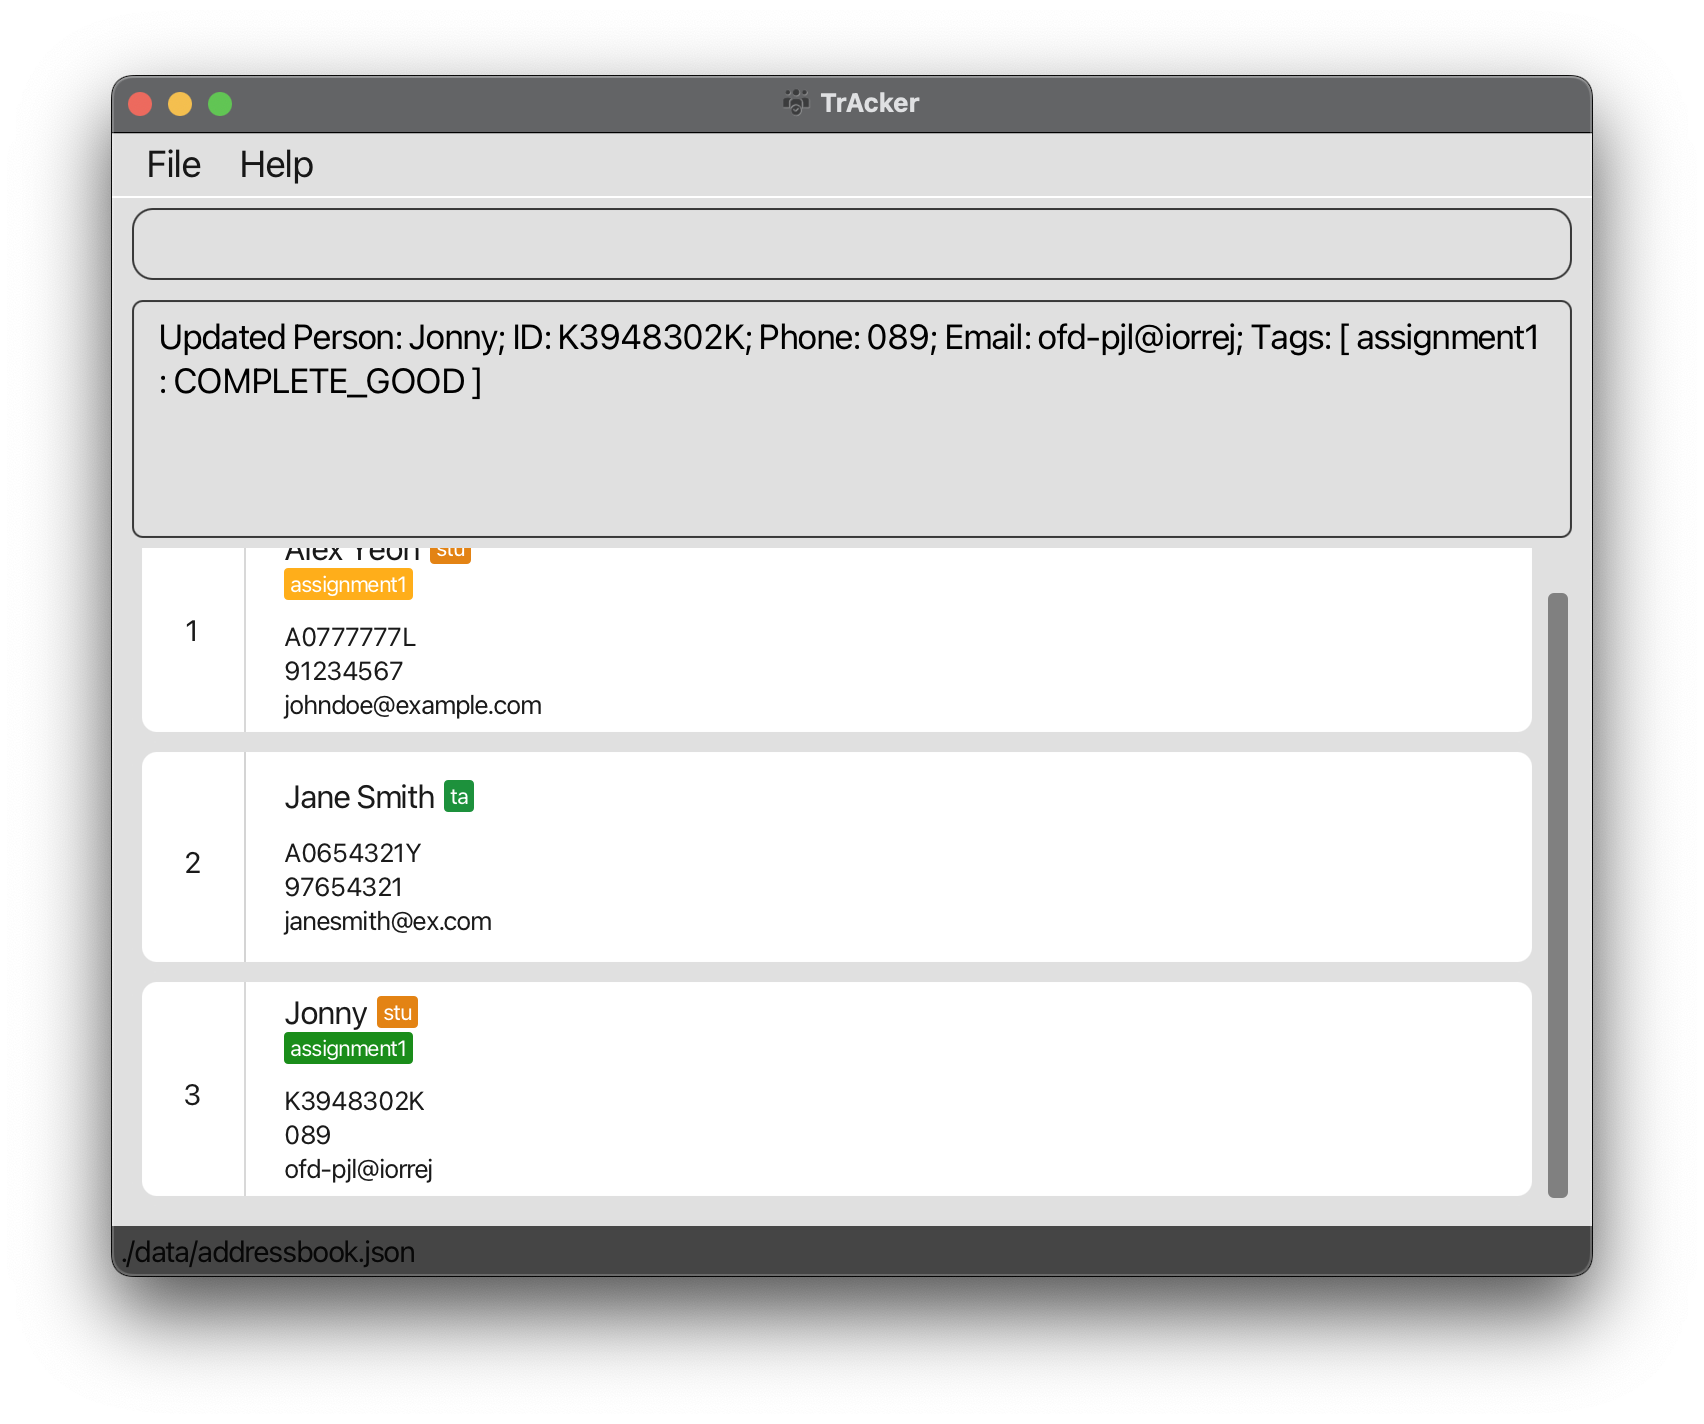 TrAcker
File Help
Updated Person: Jonny; ID: K3948302K; Phone: 089; Email: ofd-pjl@iorrej; Tags: [ assignment1
: COMPLETE_GOOD ]
Alex Yeoh stu
assignment1
1
A0777777L
91234567
johndoe@example.com
Jane Smith ta
2
A0654321Y
97654321
janesmith@ex.com
Jonny stu
assignment1
3
K3948302K
089
ofd-pjl@iorrej
./data/addressbook.json